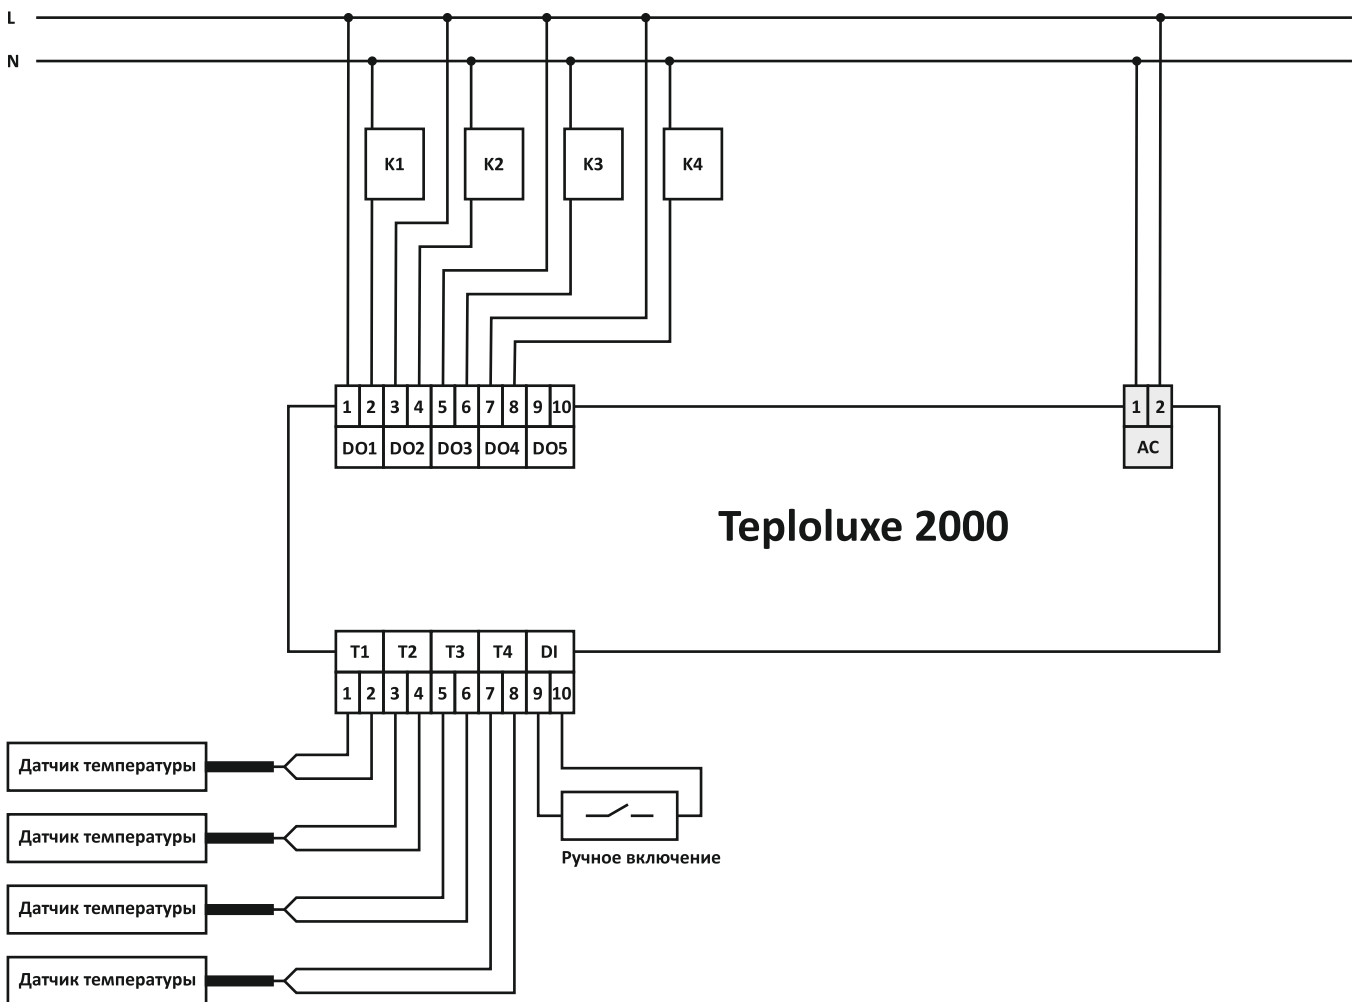 L
N
K1 K2 K3 K4
1 2 3 4 5 6 7 8 9 10 1 2
DO1 DO2 DO3 DO4 DO5 AC
Teploluxe 2000
T1 T2 T3 T4 DI
1 2 3 4 5 6 7 8 9 10
Датчик температуры
Датчик температуры
Ручное включение
Датчик температуры
Датчик температуры